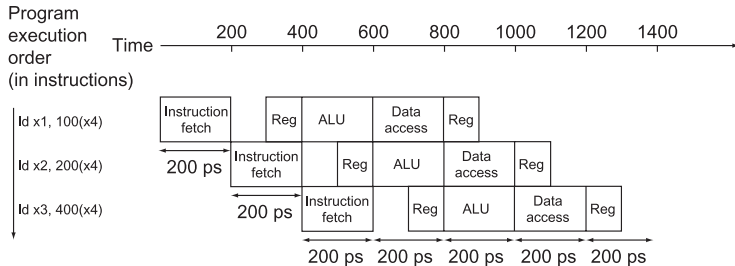 Program
execution
order
(in instructions)
Time
200 400 600 800 1000 1200 1400
ld x1, 100(x4)
Instruction
fetch
Reg
ALU
Data
access
Reg
200 ps
ld x2, 200(x4)
Instruction
fetch
Reg
ALU
Data
access
Reg
200 ps
ld x3, 400(x4)
Instruction
fetch
Reg
ALU
Data
access
Reg
200 ps 200 ps 200 ps 200 ps 200 ps